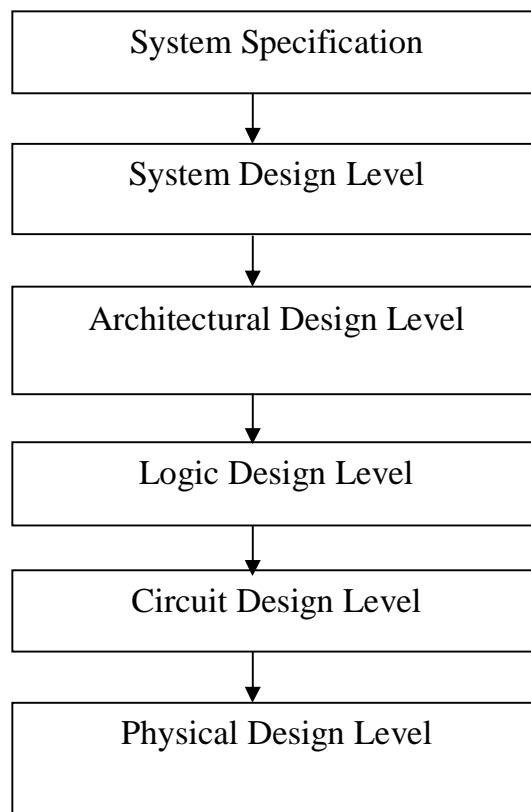 System Specification
System Design Level
Architectural Design Level
Logic Design Level
Circuit Design Level
Physical Design Level